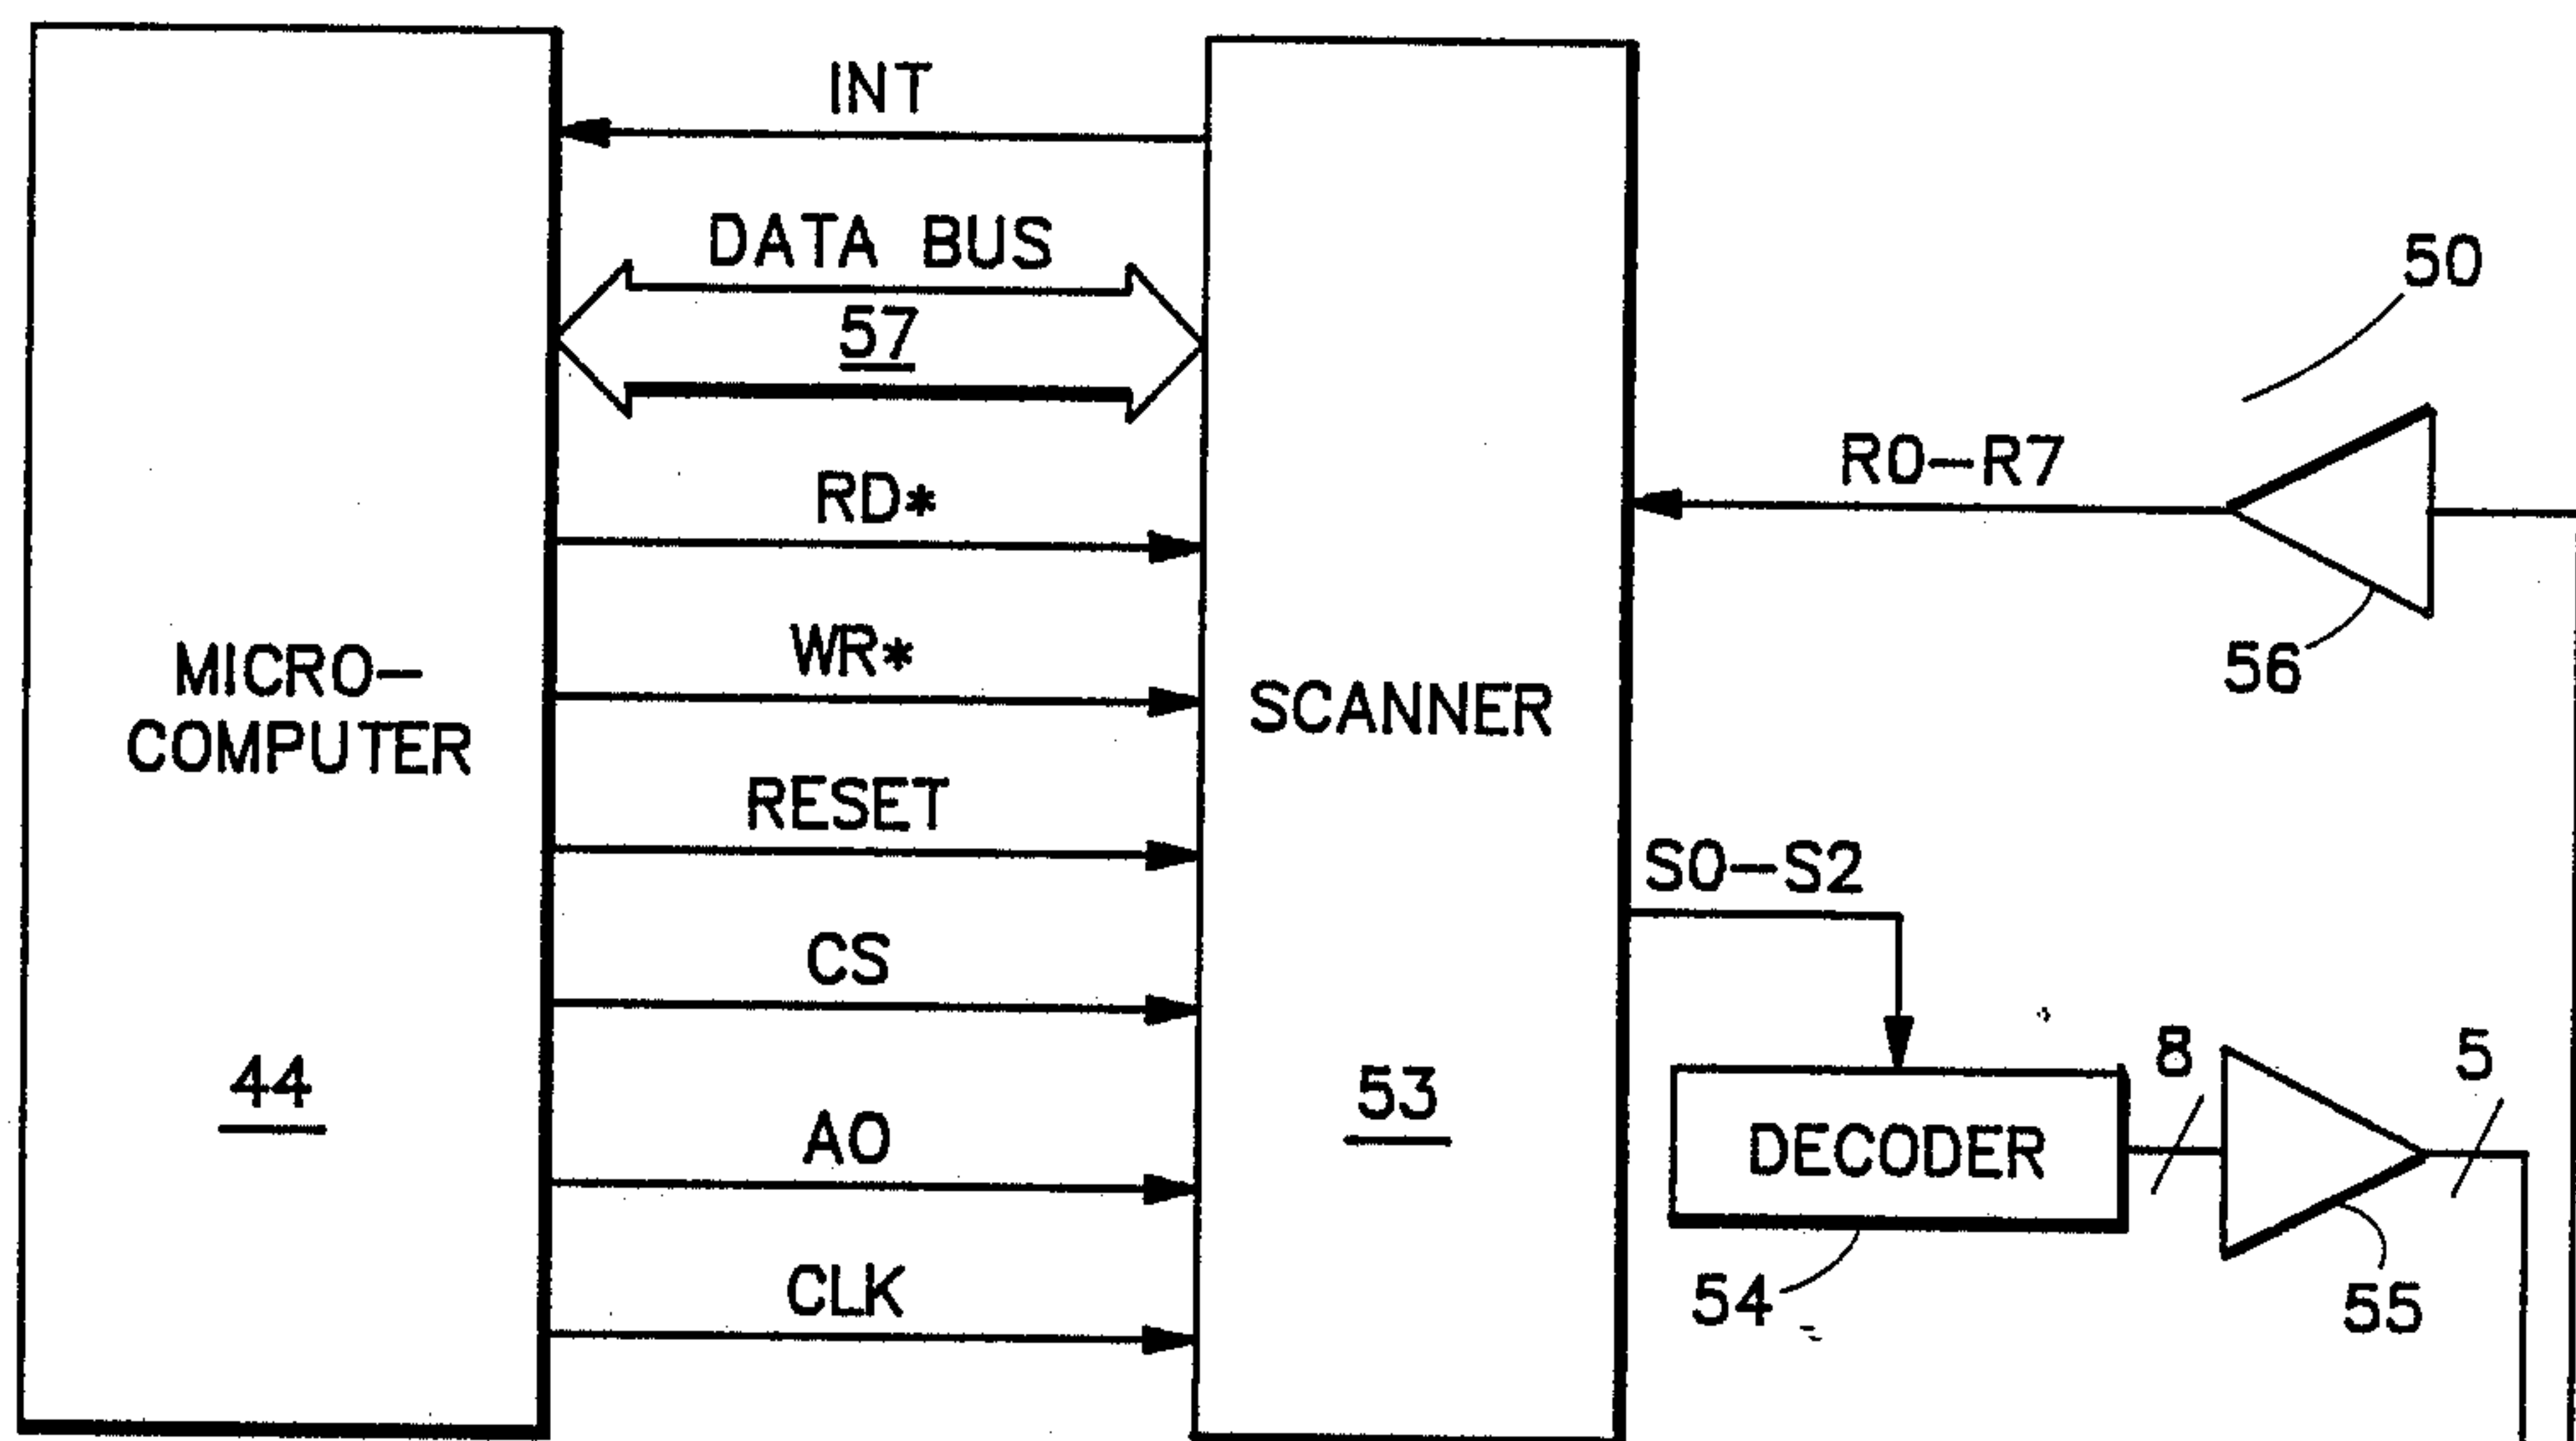 INT
DATA BUS
57
RD*
WR*
RESET
CS
A0
CLK
MICRO-
COMPUTER
44
SCANNER
53
50
R0-R7
56
S0-S2
8
5
DECODER
54
55